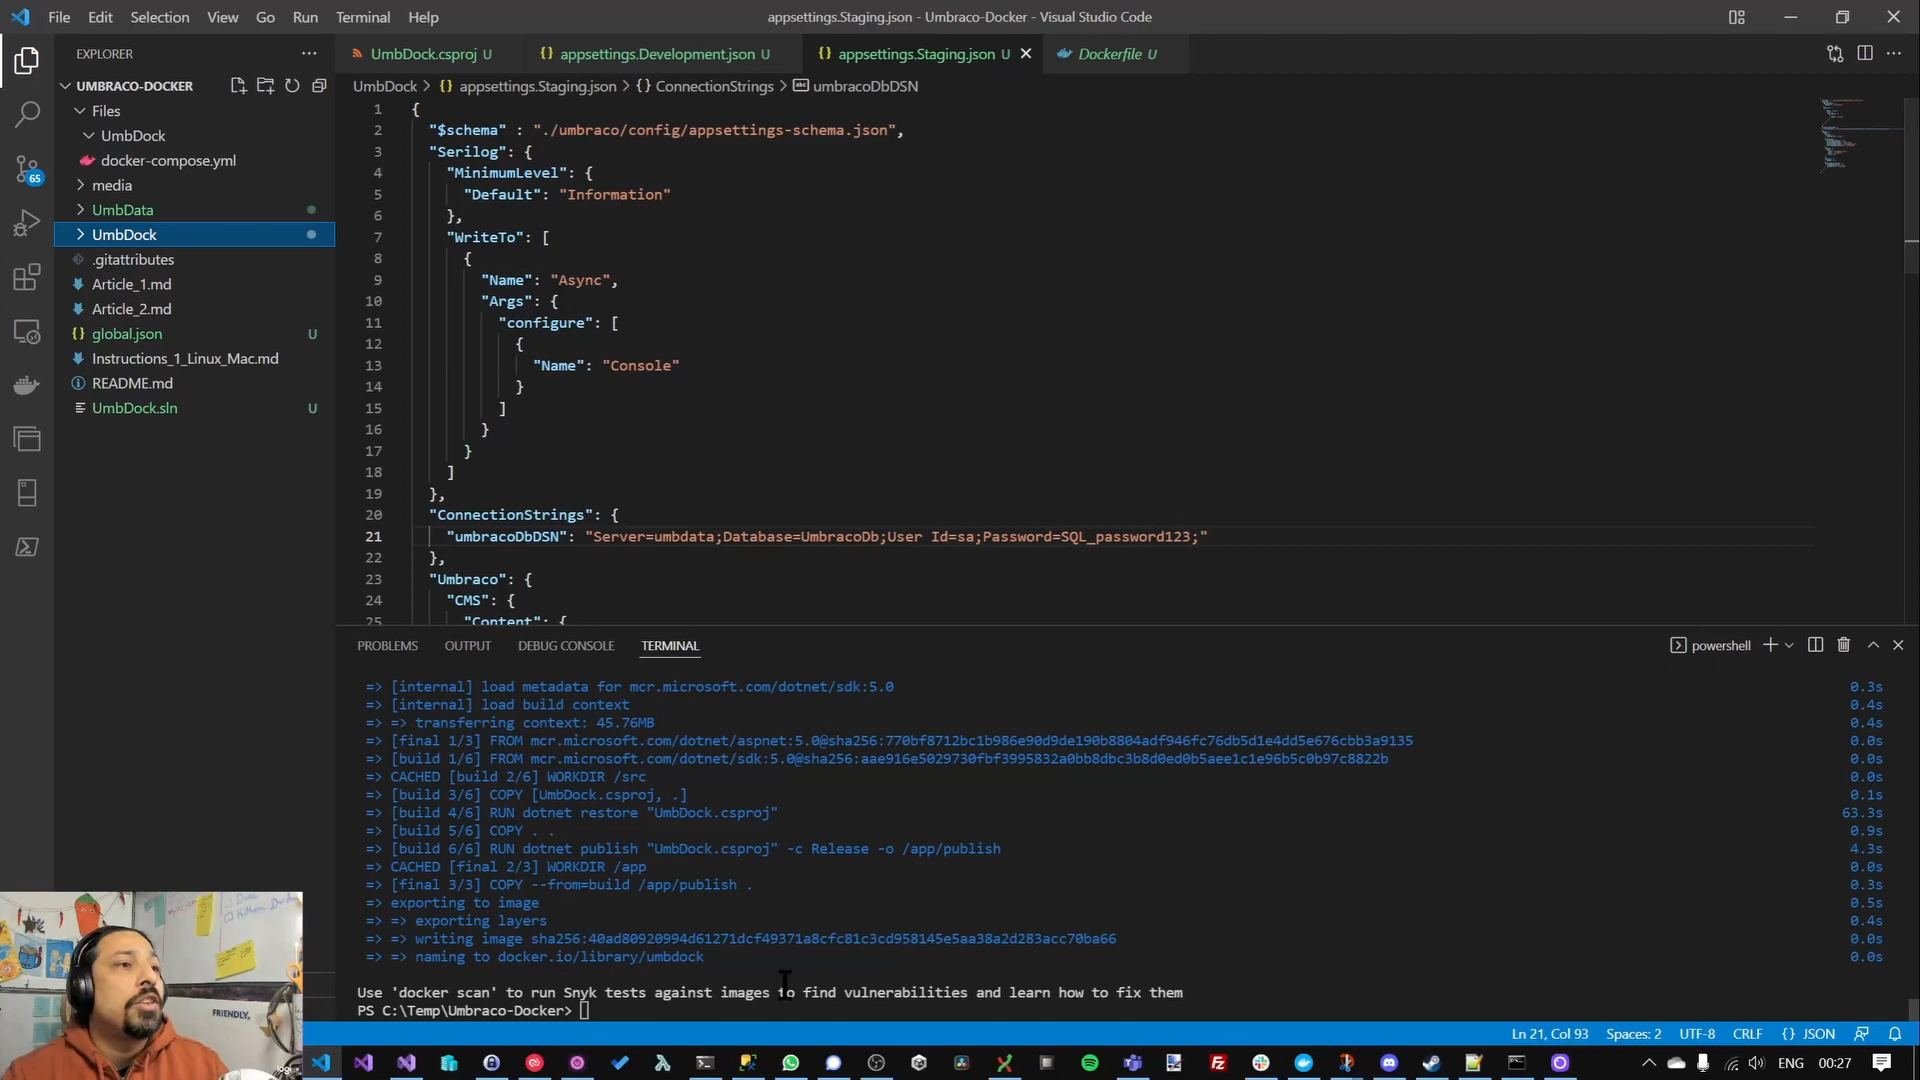 File Edit Selection View Go Run Terminal Help
appsettings.Staging.json - Umbraco-Docker - Visual Studio Code
EXPLORER
UMBRACO-DOCKER
Files
UmbDock
docker-compose.yml
media
UmbData
UmbDock
.gitattributes
Article_1.md
Article_2.md
global.json U
Instructions_1_Linux_Mac.md
README.md
UmbDock.sln U
65
UmbDock.csproj U
appsettings.Development.json U
appsettings.Staging.json U
Dockerfile U
UmbDock > {} appsettings.Staging.json > {} ConnectionStrings > umbracoDbDSN
1 {
2 "$schema" : "./umbraco/config/appsettings-schema.json",
3 "Serilog": {
4 "MinimumLevel": {
5 "Default": "Information"
6 },
7 "WriteTo": [
8 {
9 "Name": "Async",
10 "Args": {
11 "configure": [
12 {
13 "Name": "Console"
14 }
15 ]
16 }
17 }
18 ]
19 },
20 "ConnectionStrings": {
21 "umbracoDbDSN": "Server=umbdata;Database=UmbracoDb;User Id=sa;Password=SQL_password123;"
22 },
23 "Umbraco": {
24 "CMS": {
25 "Content": {
PROBLEMS OUTPUT DEBUG CONSOLE TERMINAL
powershell
=> [internal] load metadata for mcr.microsoft.com/dotnet/sdk:5.0 0.3s
=> [internal] load build context 0.4s
=> => transferring context: 45.76MB 0.4s
=> [final 1/3] FROM mcr.microsoft.com/dotnet/aspnet:5.0@sha256:770bf8712bc1b986e90d9de190b8804adf946fc76db5d1e4dd5e676cbb3a9135 0.0s
=> [build 1/6] FROM mcr.microsoft.com/dotnet/sdk:5.0@sha256:aae916e5029730fbf3995832a0bb8dbc3b8d0ed0b5aee1c1e96b5c0b97c8822b 0.0s
=> CACHED [build 2/6] WORKDIR /src 0.0s
=> [build 3/6] COPY [UmbDock.csproj, .] 0.1s
=> [build 4/6] RUN dotnet restore "UmbDock.csproj" 63.3s
=> [build 5/6] COPY . . 0.9s
=> [build 6/6] RUN dotnet publish "UmbDock.csproj" -c Release -o /app/publish 4.3s
=> CACHED [final 2/3] WORKDIR /app 0.0s
=> [final 3/3] COPY --from=build /app/publish . 0.3s
=> exporting to image 0.5s
=> => exporting layers 0.4s
=> => writing image sha256:40ad80920994d61271dcf49371a8cfc81c3cd958145e5aa38a2d283acc70ba66 0.0s
=> => naming to docker.io/library/umbdock 0.0s
Use 'docker scan' to run Snyk tests against images to find vulnerabilities and learn how to fix them
PS C:\Temp\Umbraco-Docker>
FRIENDLY,
logi
Ln 21, Col 93 Spaces: 2 UTF-8 CRLF {} JSON
ENG 00:27